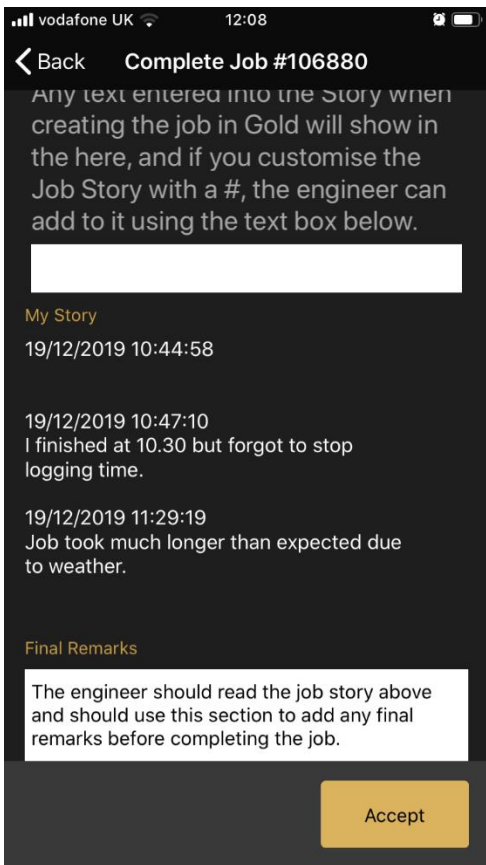 vodafone UK 12:08
Back Complete Job #106880
Any text entered into the Story when
creating the job in Gold will show in
the here, and if you customise the
Job Story with a #, the engineer can
add to it using the text box below.
My Story
19/12/2019 10:44:58
19/12/2019 10:47:10
I finished at 10.30 but forgot to stop
logging time.
19/12/2019 11:29:19
Job took much longer than expected due
to weather.
Final Remarks
The engineer should read the job story above
and should use this section to add any final
remarks before completing the job.
Accept